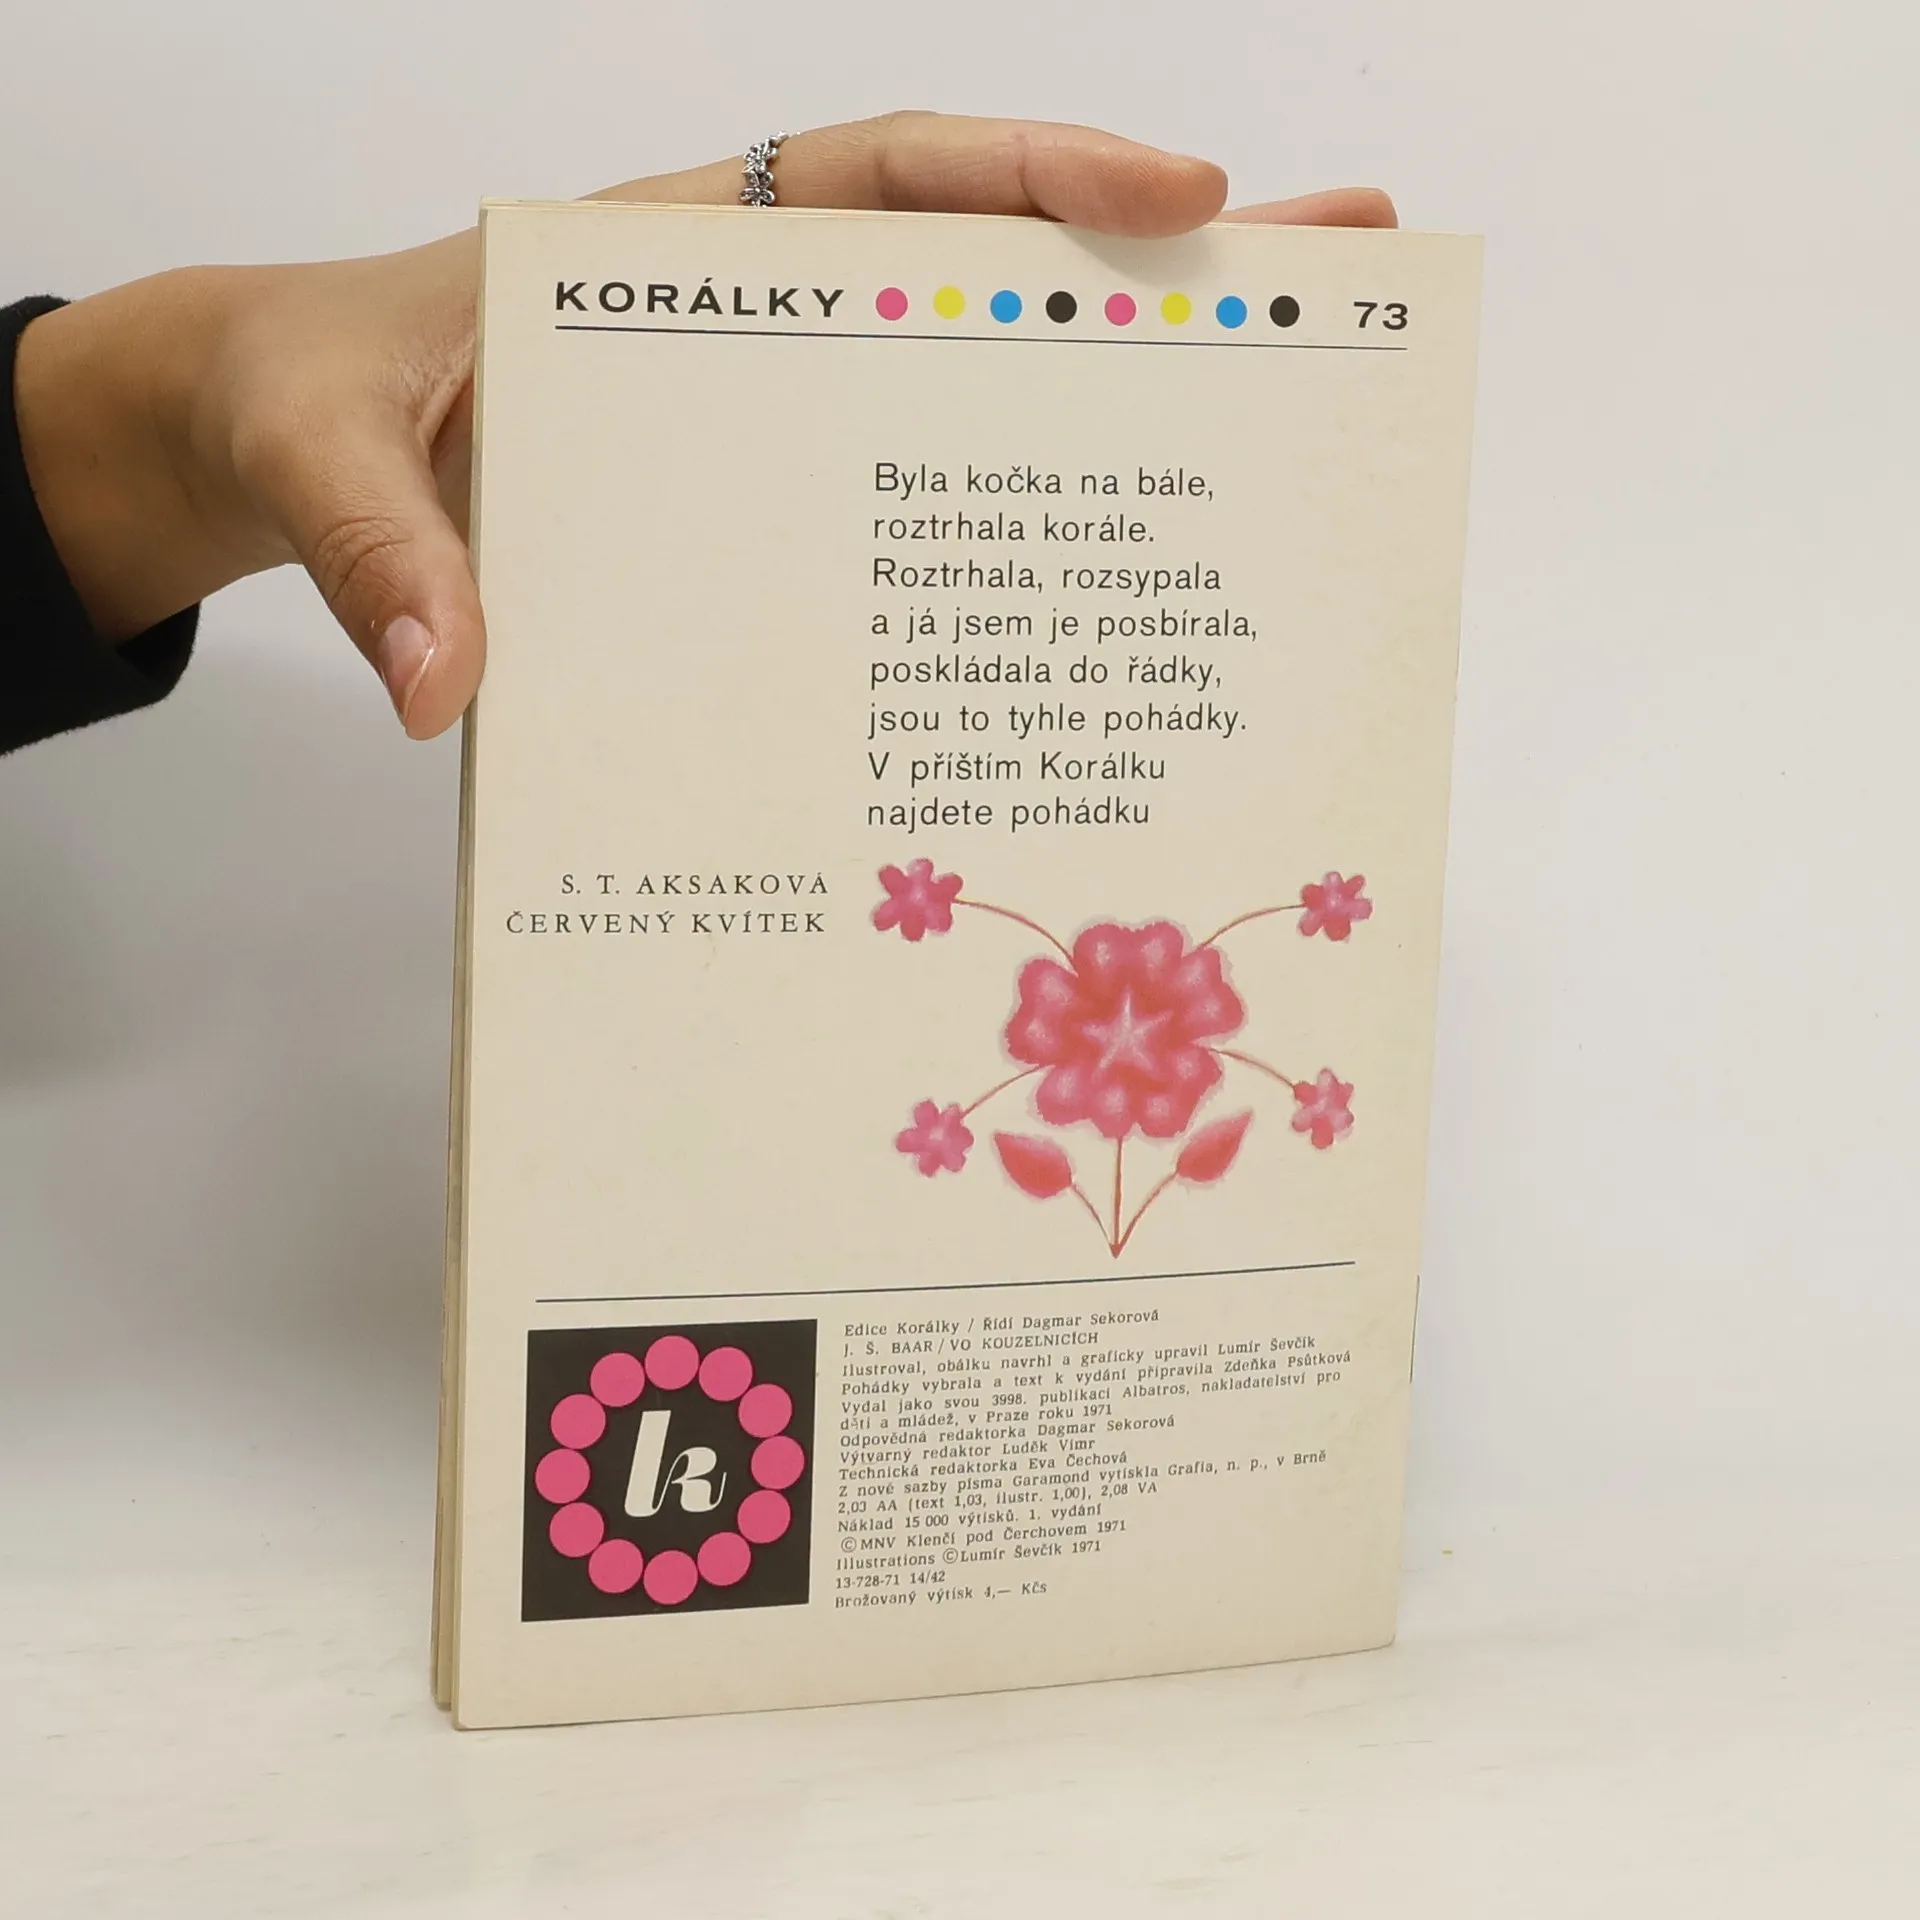 KORÁLKY 73
Byla kočka na bále,
roztrhala korále.
Roztrhala, rozsypala
a já jsem je posbírala,
poskládala do řádky,
jsou to tyhle pohádky.
V příštím Korálku
najdete pohádku
S. T. AKSAKOVÁ
ČERVENÝ KVÍTEK
k
Edice Korálky / Řídí Dagmar Sekorová
J. Š. BAAR / VO KOUZELNICÍCH
Ilustroval, obálku navrhl a graficky upravil Lumír Ševčík
Pohádky vybrala a text k vydání připravila Zdeňka Psůtková
Vydal jako svou 3998. publikaci Albatros, nakladatelství pro
děti a mládež, v Praze roku 1971
Odpovědná redaktorka Dagmar Sekorová
Výtvarný redaktor Luděk Vimr
Technická redaktorka Eva Čechová
Z nové sazby písma Garamond vytiskla Grafia, n. p., v Brně
2,03 AA (text 1,03, ilustr. 1,00), 2,08 VA
Náklad 15 000 výtisků. 1. vydání
©MNV Klenčí pod Čerchovem 1971
Illustrations ©Lumír Ševčík 1971
13-728-71 14/42
Brožovaný výtisk 4,— Kčs